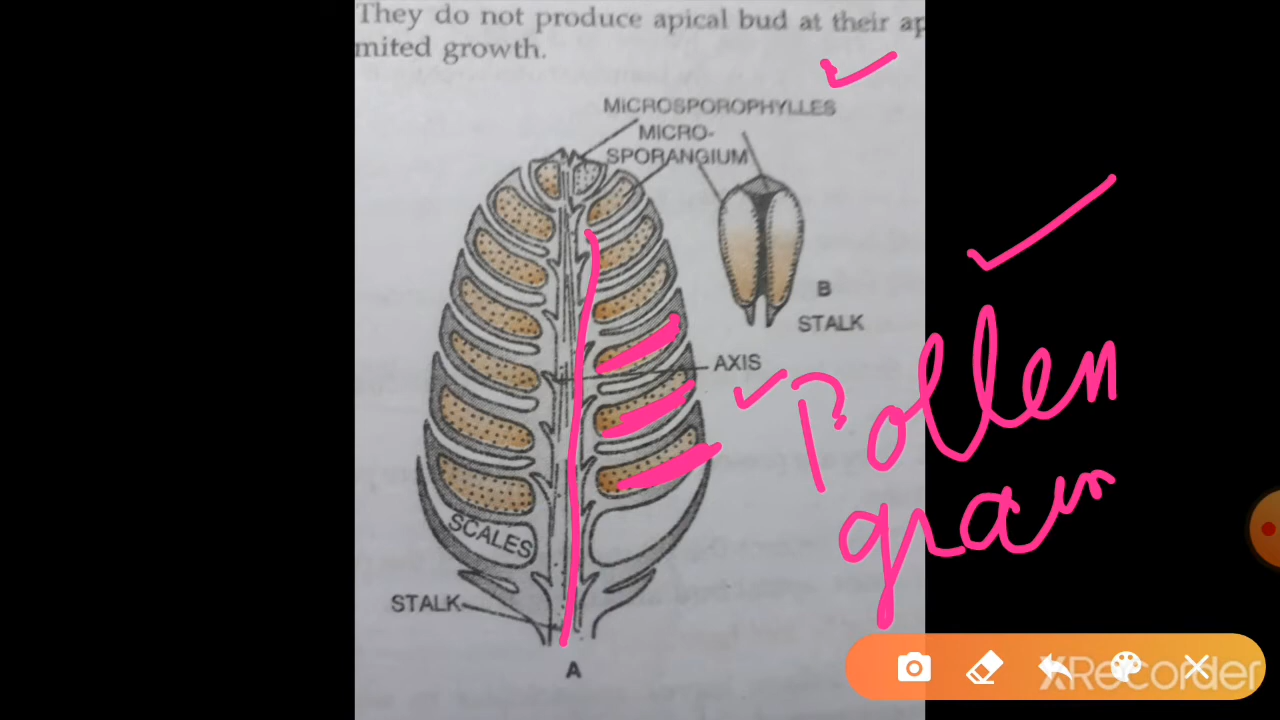 They do not produce apical bud at their ap
mited growth.
MiCROSPOROPHYLLES
MICRO-
SPORANGIUM
B
STALK
AXIS
Pollen
grain
SCALES
STALK
A
XRecorder